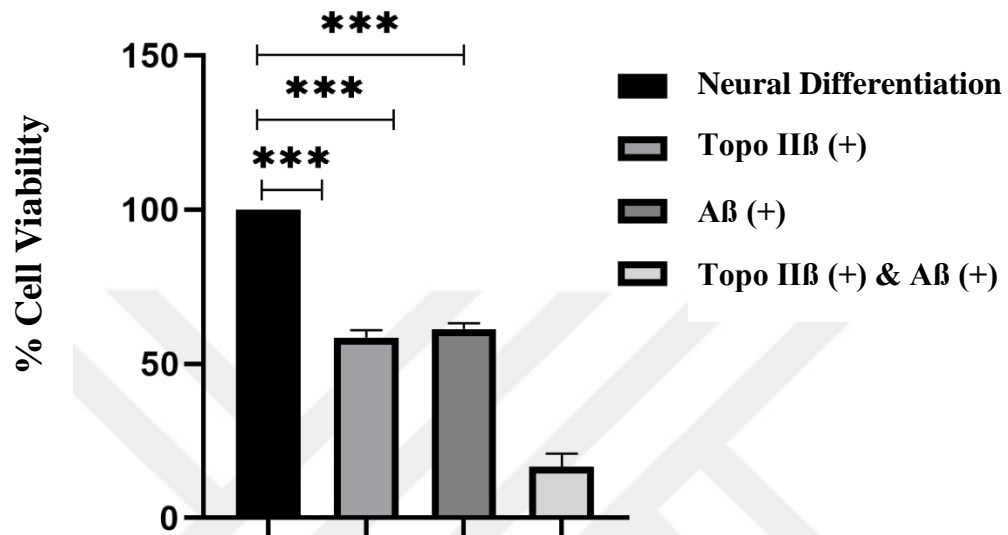 ***
***
***
150
100
50
0
% Cell Viability
Neural Differentiation
Topo IIß (+)
Aß (+)
Topo IIß (+) & Aß (+)